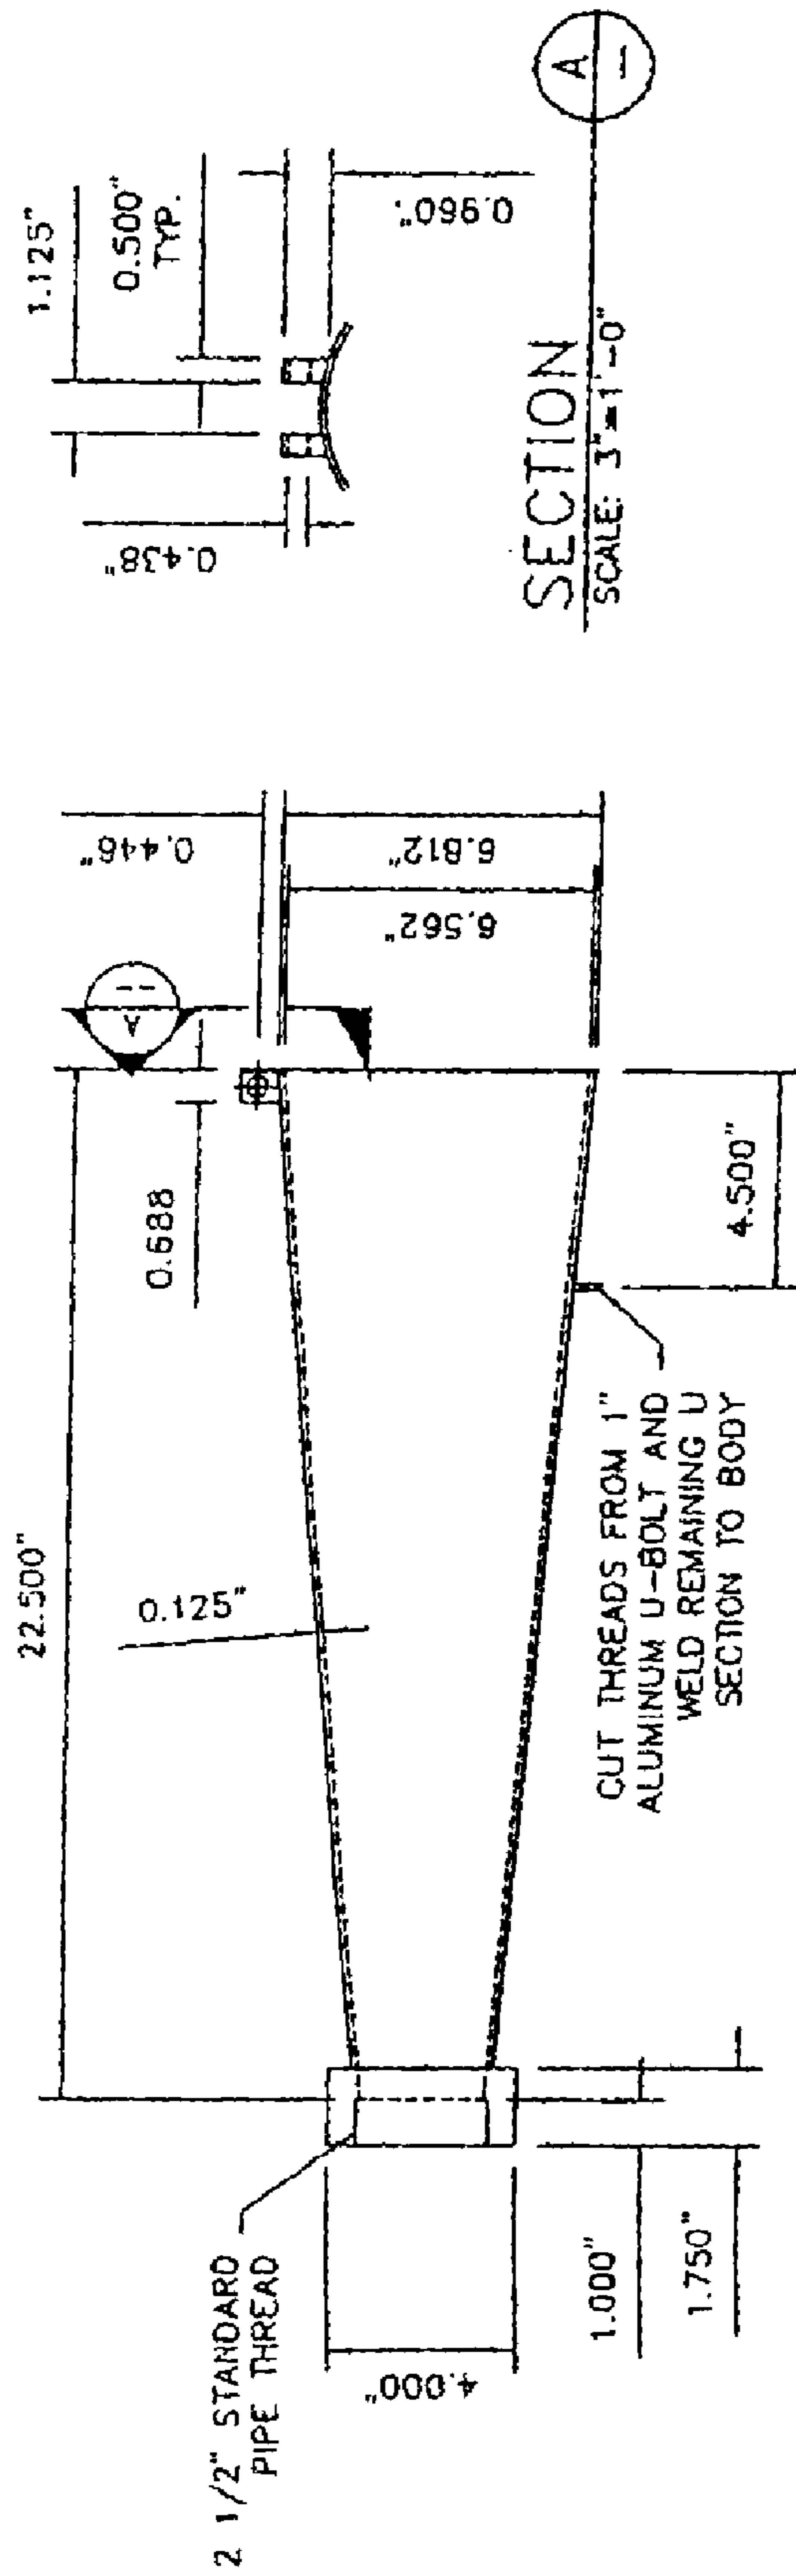 2 1/2" STANDARD
PIPE THREAD
22.500"
0.125"
0.688
A
0.446"
6.812"
6.562"
4.500"
CUT THREADS FROM 1"
ALUMINUM U-BOLT AND
WELD REMAINING U
SECTION TO BODY
4.000"
1.000"
1.750"
1.125"
0.500"
TYP.
0.438"
0.960"
SECTION
SCALE: 3"=1'-0"
A